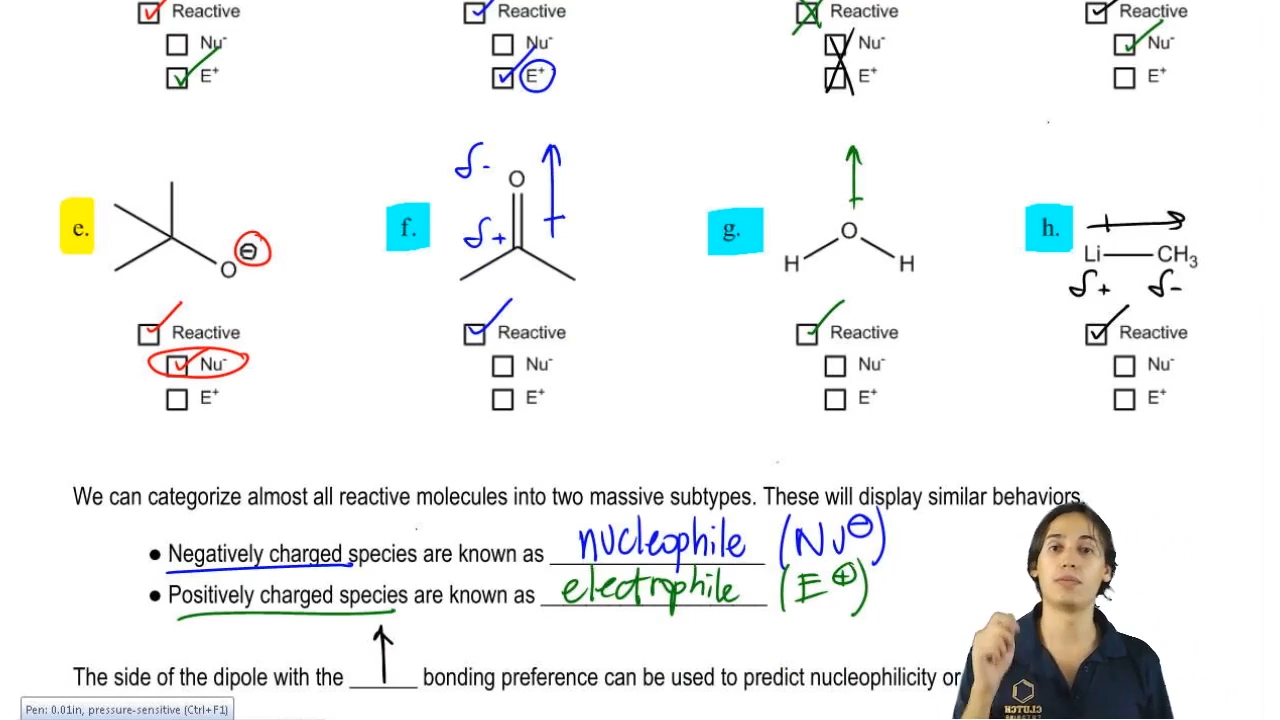 Reactive Reactive Reactive Reactive
Nu⁻ Nu⁻ Nu⁻ Nu⁻
E⁺ E⁺ E⁺ E⁺
δ- O
e. ⊖ O f. δ+ g. O H H h. Li CH₃
δ+ δ-
Reactive Reactive Reactive Reactive
Nu⁻ Nu⁻ Nu⁻ Nu⁻
E⁺ E⁺ E⁺ E⁺
We can categorize almost all reactive molecules into two massive subtypes. These will display similar behaviors.
● Negatively charged species are known as nucleophile (Nu⊖)
● Positively charged species are known as electrophile (E⊕)
The side of the dipole with the ______ bonding preference can be used to predict nucleophilicity or
CLUTCH
Pen: 0.01in, pressure-sensitive (Ctrl+F1)